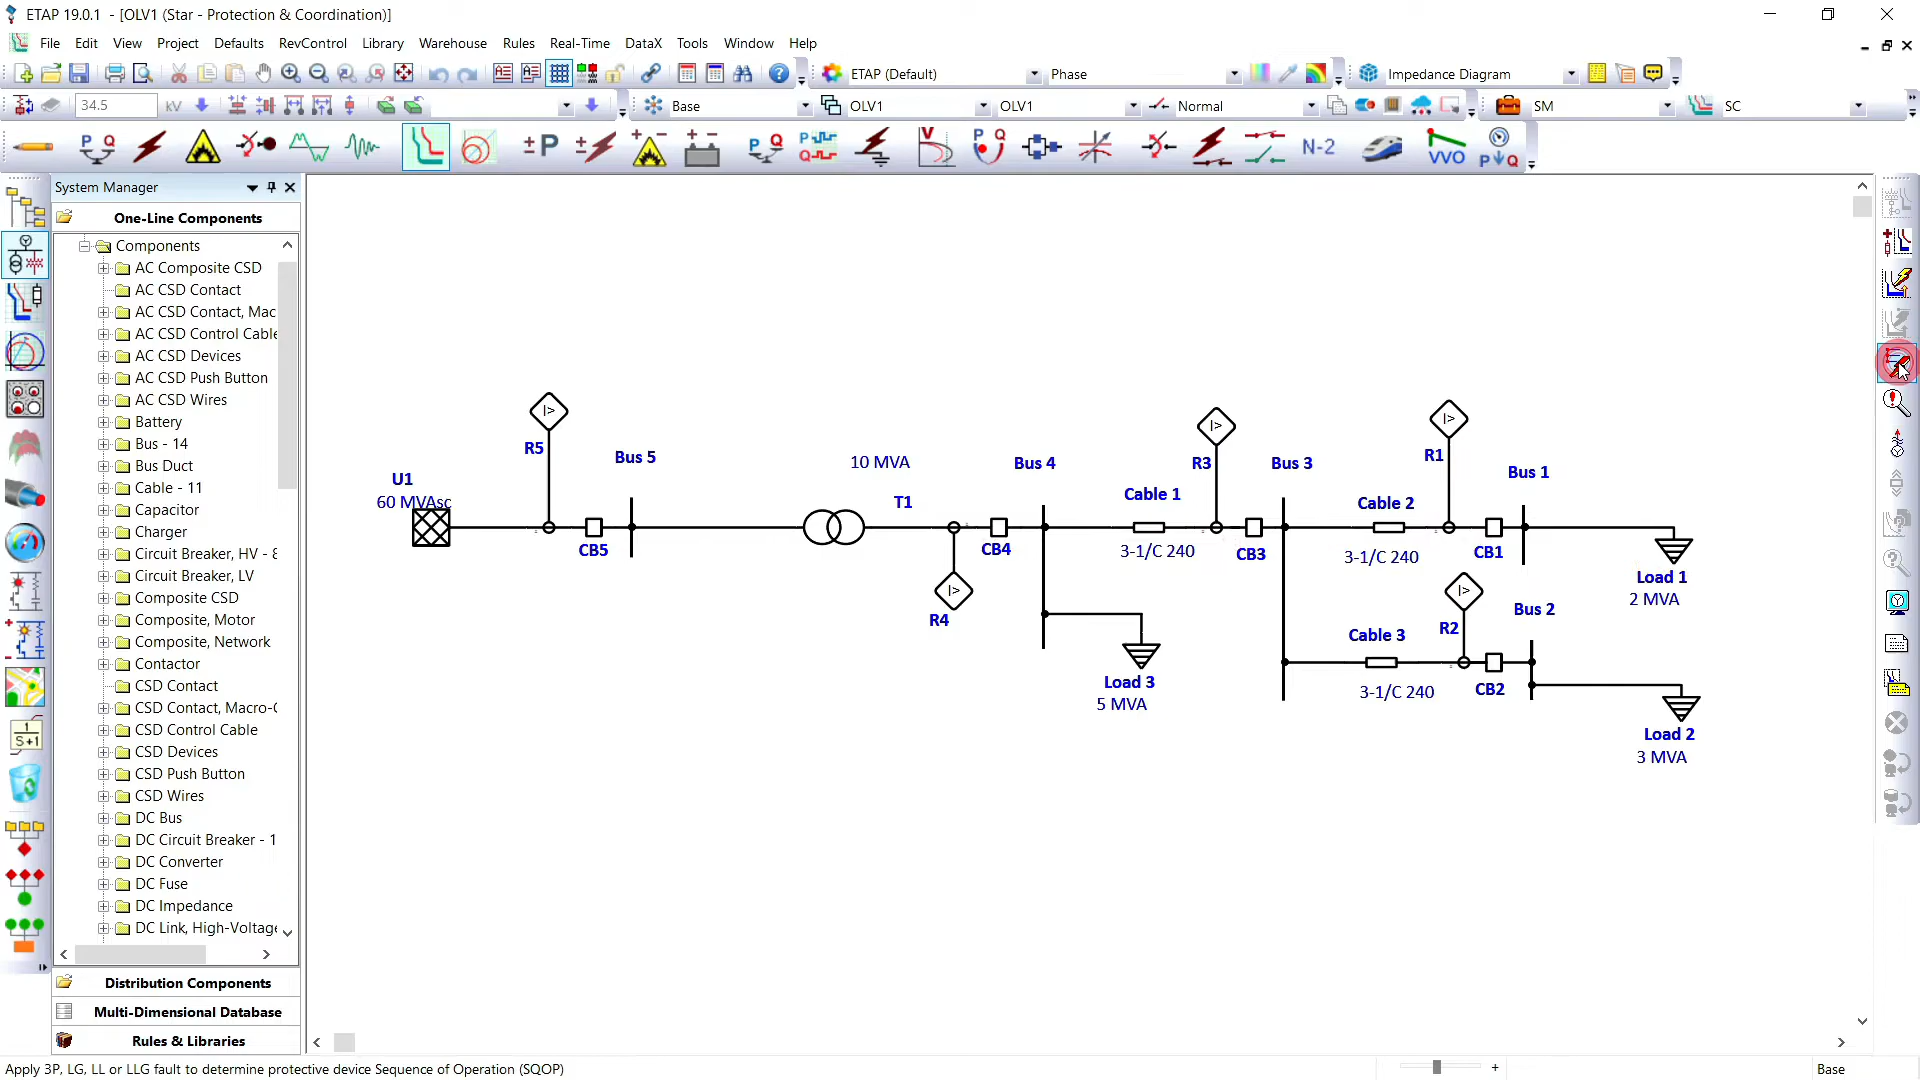 ETAP 19.0.1 - [OLV1 (Star - Protection & Coordination)]
File Edit View Project Defaults RevControl Library Warehouse Rules Real-Time DataX Tools Window Help
ETAP (Default) Phase Impedance Diagram
34.5 kV Base OLV1 OLV1 Normal SM SC
P Q ± P ± P Q P Q V P Q N-2 VVO P Q
System Manager
One-Line Components
Components
AC Composite CSD
AC CSD Contact
AC CSD Contact, Mac
AC CSD Control Cable
AC CSD Devices
AC CSD Push Button
AC CSD Wires
Battery
Bus - 14
Bus Duct
Cable - 11
Capacitor
Charger
Circuit Breaker, HV - 8
Circuit Breaker, LV
Composite CSD
Composite, Motor
Composite, Network
Contactor
CSD Contact
CSD Contact, Macro-C
CSD Control Cable
CSD Devices
CSD Push Button
CSD Wires
DC Bus
DC Circuit Breaker - 1
DC Converter
DC Fuse
DC Impedance
DC Link, High-Voltage
Distribution Components
Multi-Dimensional Database
Rules & Libraries
1
S+1
U1
60 MVAsc
I>
R5
CB5
Bus 5
10 MVA
T1
I>
R4
CB4
Bus 4
Load 3
5 MVA
Cable 1
3-1/C 240
I>
R3
CB3
Bus 3
Cable 2
3-1/C 240
I>
R1
CB1
Bus 1
Load 1
2 MVA
Cable 3
3-1/C 240
I>
R2
CB2
Bus 2
Load 2
3 MVA
Apply 3P, LG, LL or LLG fault to determine protective device Sequence of Operation (SQOP)
Base